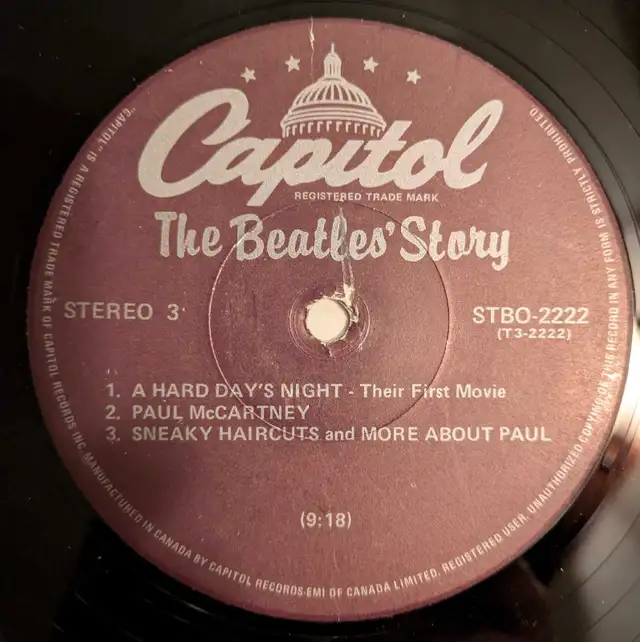 Capitol
REGISTERED TRADE MARK
The Beatles' Story
STEREO 3
STBO-2222
(T3-2222)
1. A HARD DAY'S NIGHT - Their First Movie
2. PAUL McCARTNEY
3. SNEAKY HAIRCUTS and MORE ABOUT PAUL
(9:18)
"CAPITOL" IS A REGISTERED TRADE MARK OF CAPITOL RECORDS INC. MANUFACTURED IN CANADA BY CAPITOL RECORDS-EMI OF CANADA LIMITED. REGISTERED USER. UNAUTHORIZED COPYING OF THIS RECORD IN ANY FORM IS STRICTLY PROHIBITED.